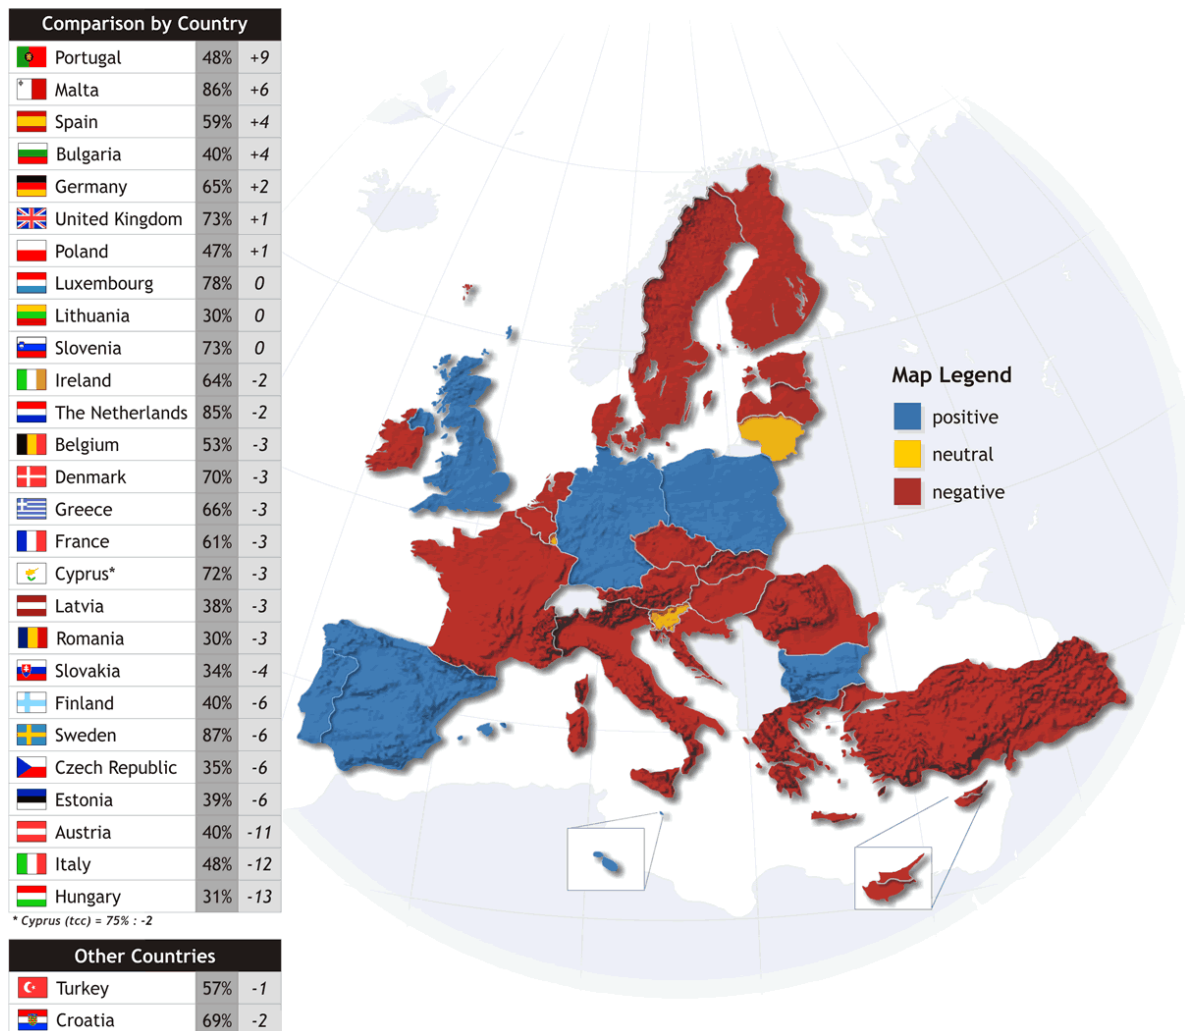 Comparison by Country
Portugal 48% +9
Malta 86% +6
Spain 59% +4
Bulgaria 40% +4
Germany 65% +2
United Kingdom 73% +1
Poland 47% +1
Luxembourg 78% 0
Lithuania 30% 0
Slovenia 73% 0
Ireland 64% -2
The Netherlands 85% -2
Belgium 53% -3
Denmark 70% -3
Greece 66% -3
France 61% -3
Cyprus* 72% -3
Latvia 38% -3
Romania 30% -3
Slovakia 34% -4
Finland 40% -6
Sweden 87% -6
Czech Republic 35% -6
Estonia 39% -6
Austria 40% -11
Italy 48% -12
Hungary 31% -13
* Cyprus (tcc) = 75% : -2
Other Countries
Turkey 57% -1
Croatia 69% -2
Map Legend
positive
neutral
negative